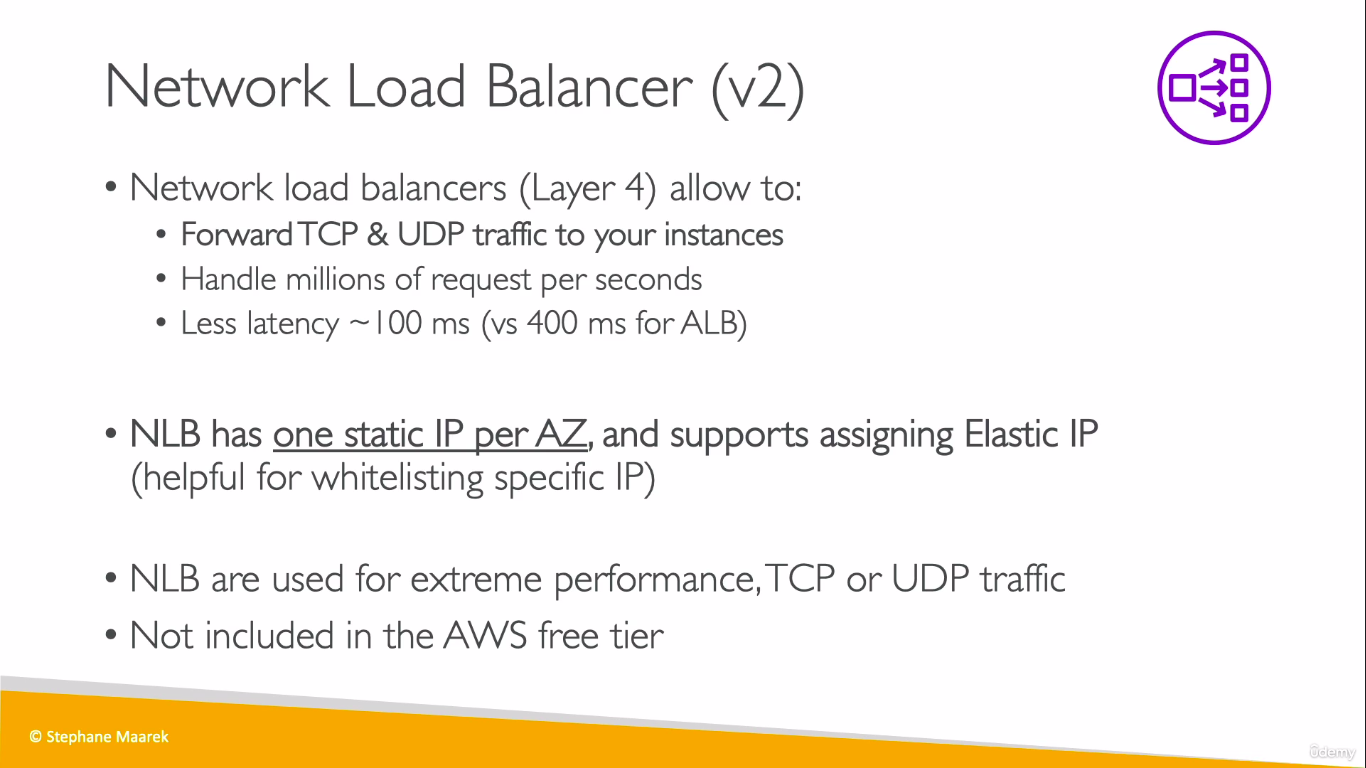 Network Load Balancer (v2)
• Network load balancers (Layer 4) allow to:
• Forward TCP & UDP traffic to your instances
• Handle millions of request per seconds
• Less latency ~100 ms (vs 400 ms for ALB)
• NLB has one static IP per AZ, and supports assigning Elastic IP
(helpful for whitelisting specific IP)
• NLB are used for extreme performance, TCP or UDP traffic
• Not included in the AWS free tier
© Stephane Maarek
ûdemy